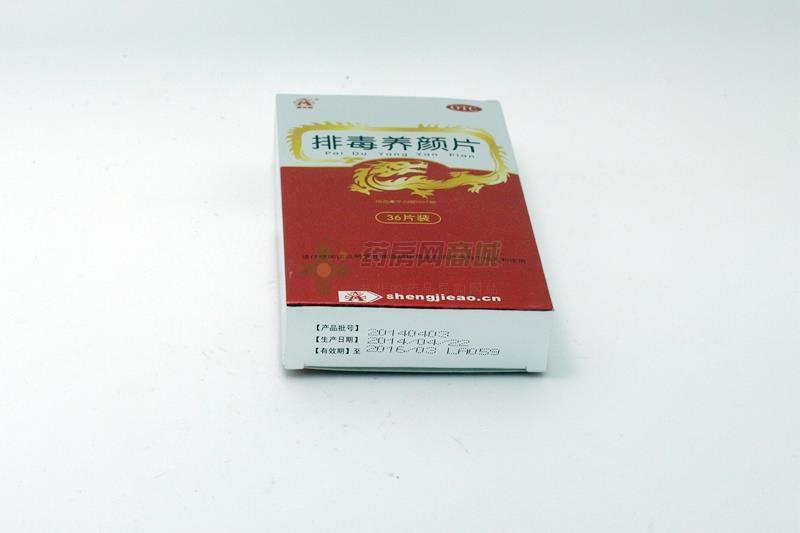 OTC
排毒养颜片
Pai Du Yang Yan Pian
36片装
药房网商城
shengjieao.cn
【产品批号】 20140403
【生产日期】 2014/04/22
【有效期】至 2016/03 LA059